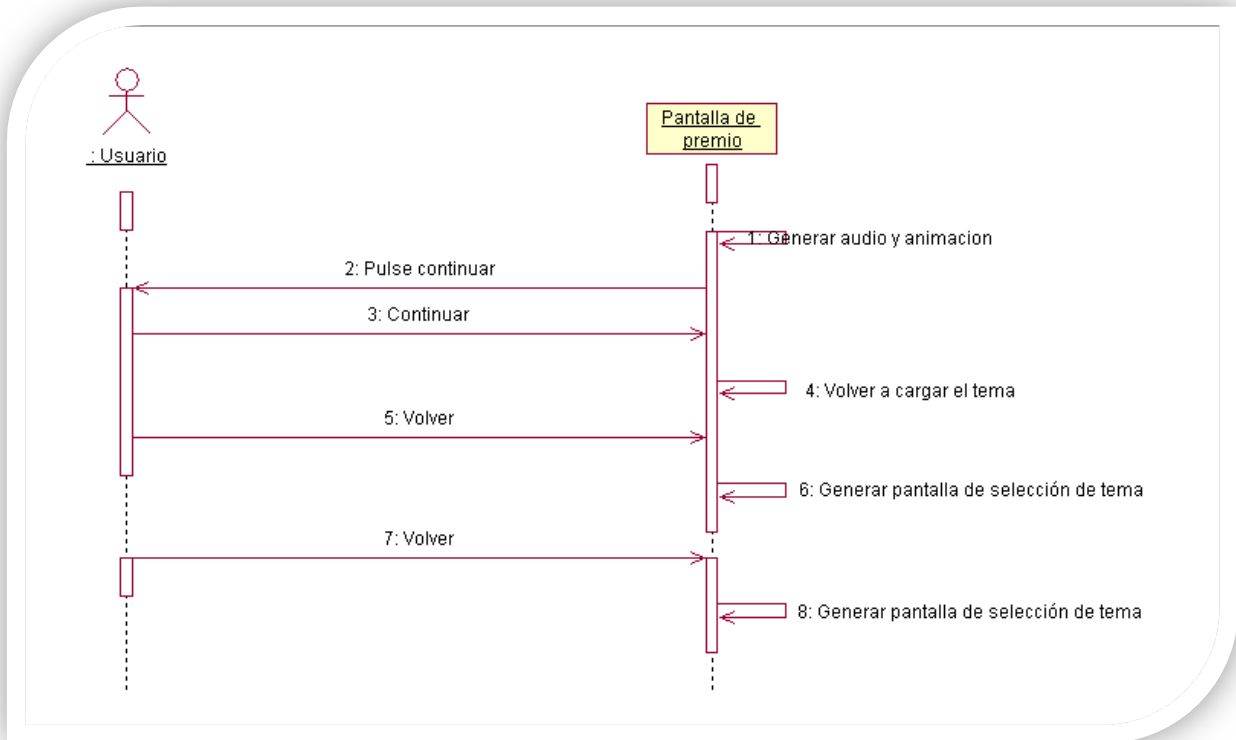 : Usuario
Pantalla de
premio
1: Generar audio y animacion
2: Pulse continuar
3: Continuar
4: Volver a cargar el tema
5: Volver
6: Generar pantalla de selección de tema
7: Volver
8: Generar pantalla de selección de tema